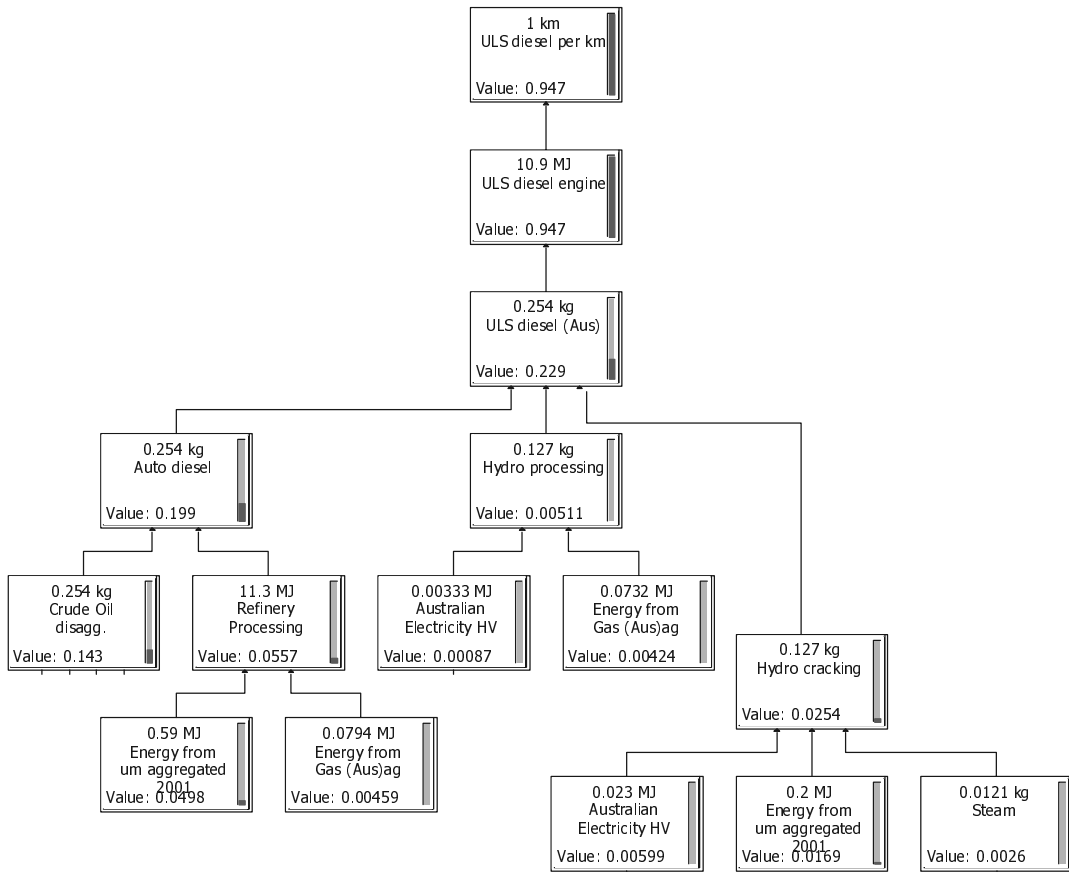 1 km
ULS diesel per km
Value: 0.947
10.9 MJ
ULS diesel engine
Value: 0.947
0.254 kg
ULS diesel (Aus)
Value: 0.229
0.254 kg
Auto diesel
Value: 0.199
0.127 kg
Hydro processing
Value: 0.00511
0.254 kg
Crude Oil
disagg.
Value: 0.143
11.3 MJ
Refinery
Processing
Value: 0.0557
0.00333 MJ
Australian
Electricity HV
Value: 0.00087
0.0732 MJ
Energy from
Gas (Aus)ag
Value: 0.00424
0.127 kg
Hydro cracking
Value: 0.0254
0.59 MJ
Energy from
um aggregated
2001
Value: 0.0498
0.0794 MJ
Energy from
Gas (Aus)ag
Value: 0.00459
0.023 MJ
Australian
Electricity HV
Value: 0.00599
0.2 MJ
Energy from
um aggregated
2001
Value: 0.0169
0.0121 kg
Steam
Value: 0.0026